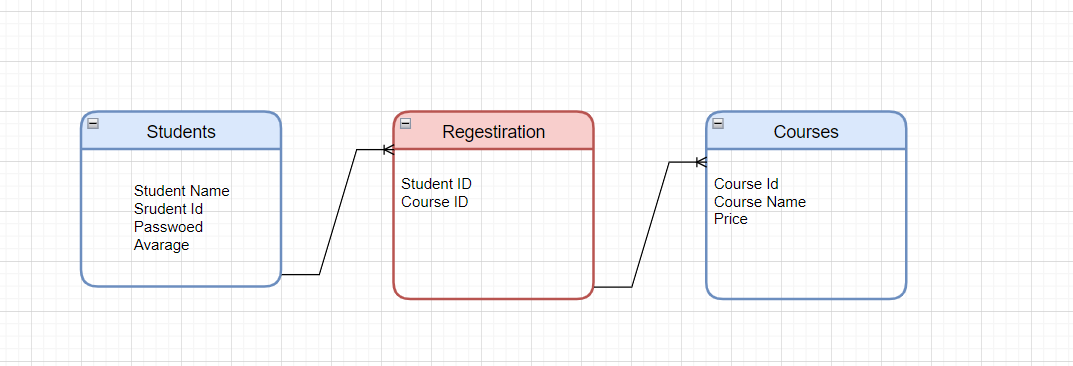 Students
Student Name
Srudent Id
Passwoed
Avarage
Regestiration
Student ID
Course ID
Courses
Course Id
Course Name
Price